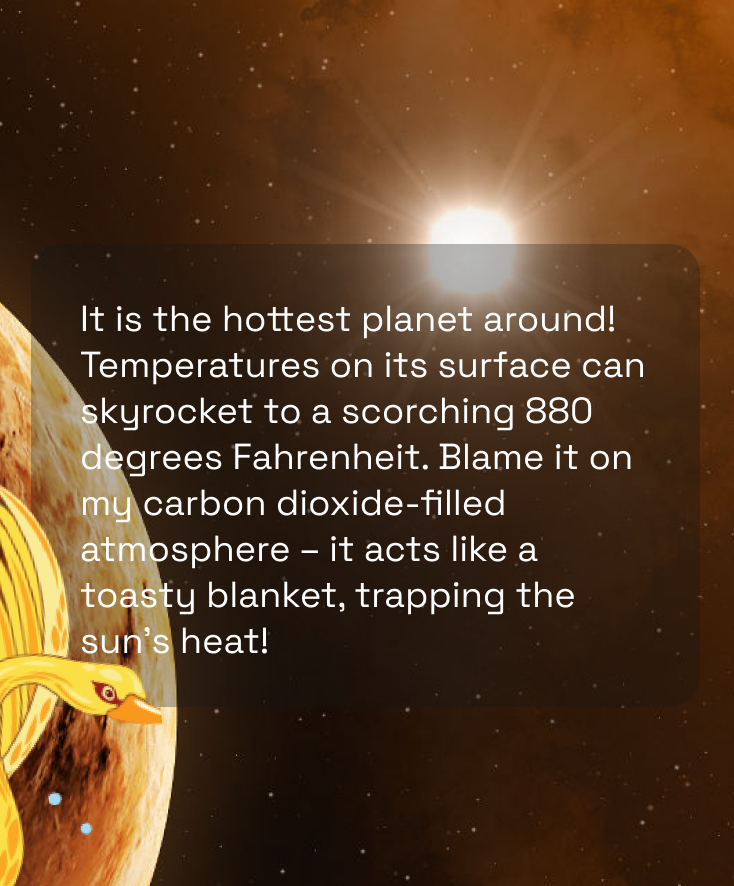 It is the hottest planet around!
Temperatures on its surface can
skyrocket to a scorching 880
degrees Fahrenheit. Blame it on
my carbon dioxide-filled
atmosphere – it acts like a
toasty blanket, trapping the
sun’s heat!